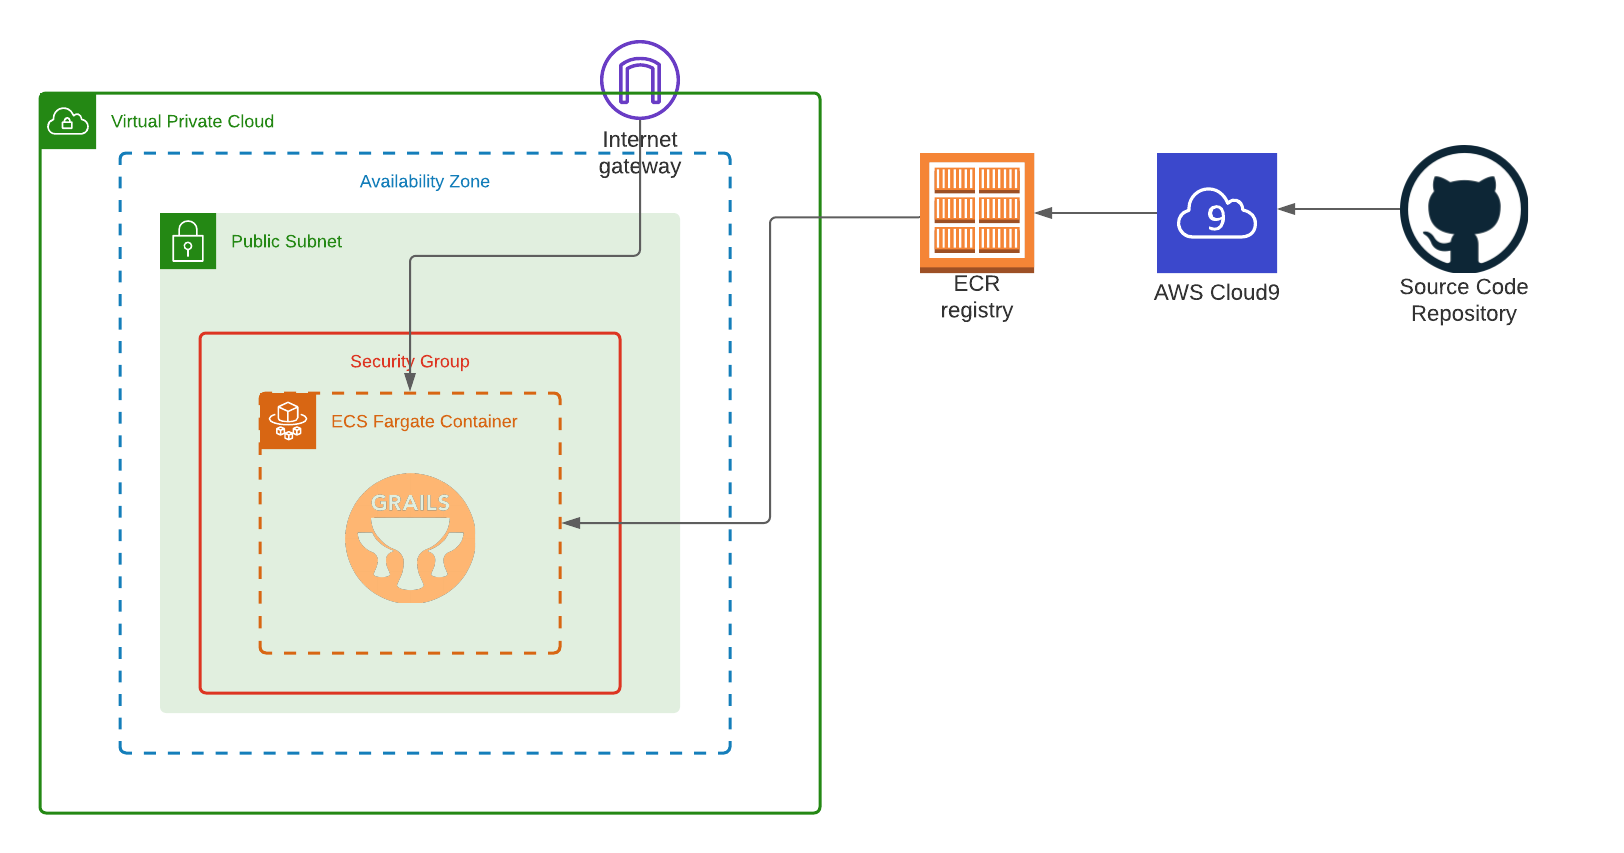 Internet
gateway
Virtual Private Cloud
Availability Zone
Public Subnet
Security Group
ECS Fargate Container
GRAILS
ECR
registry
9
AWS Cloud9
Source Code
Repository